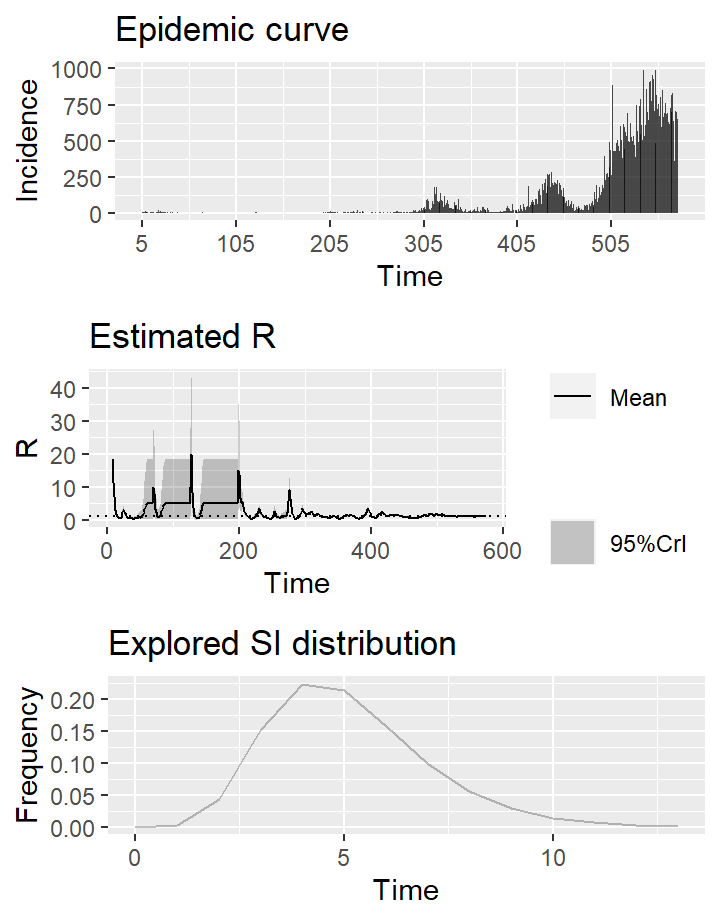 Epidemic curve
1000
750
500
250
0
Incidence
5 105 205 305 405 505
Time
Estimated R
40
30
20
10
0
R
0 200 400 600
Time
Mean
95%CrI
Explored SI distribution
0.20
0.15
0.10
0.05
0.00
Frequency
0 5 10
Time